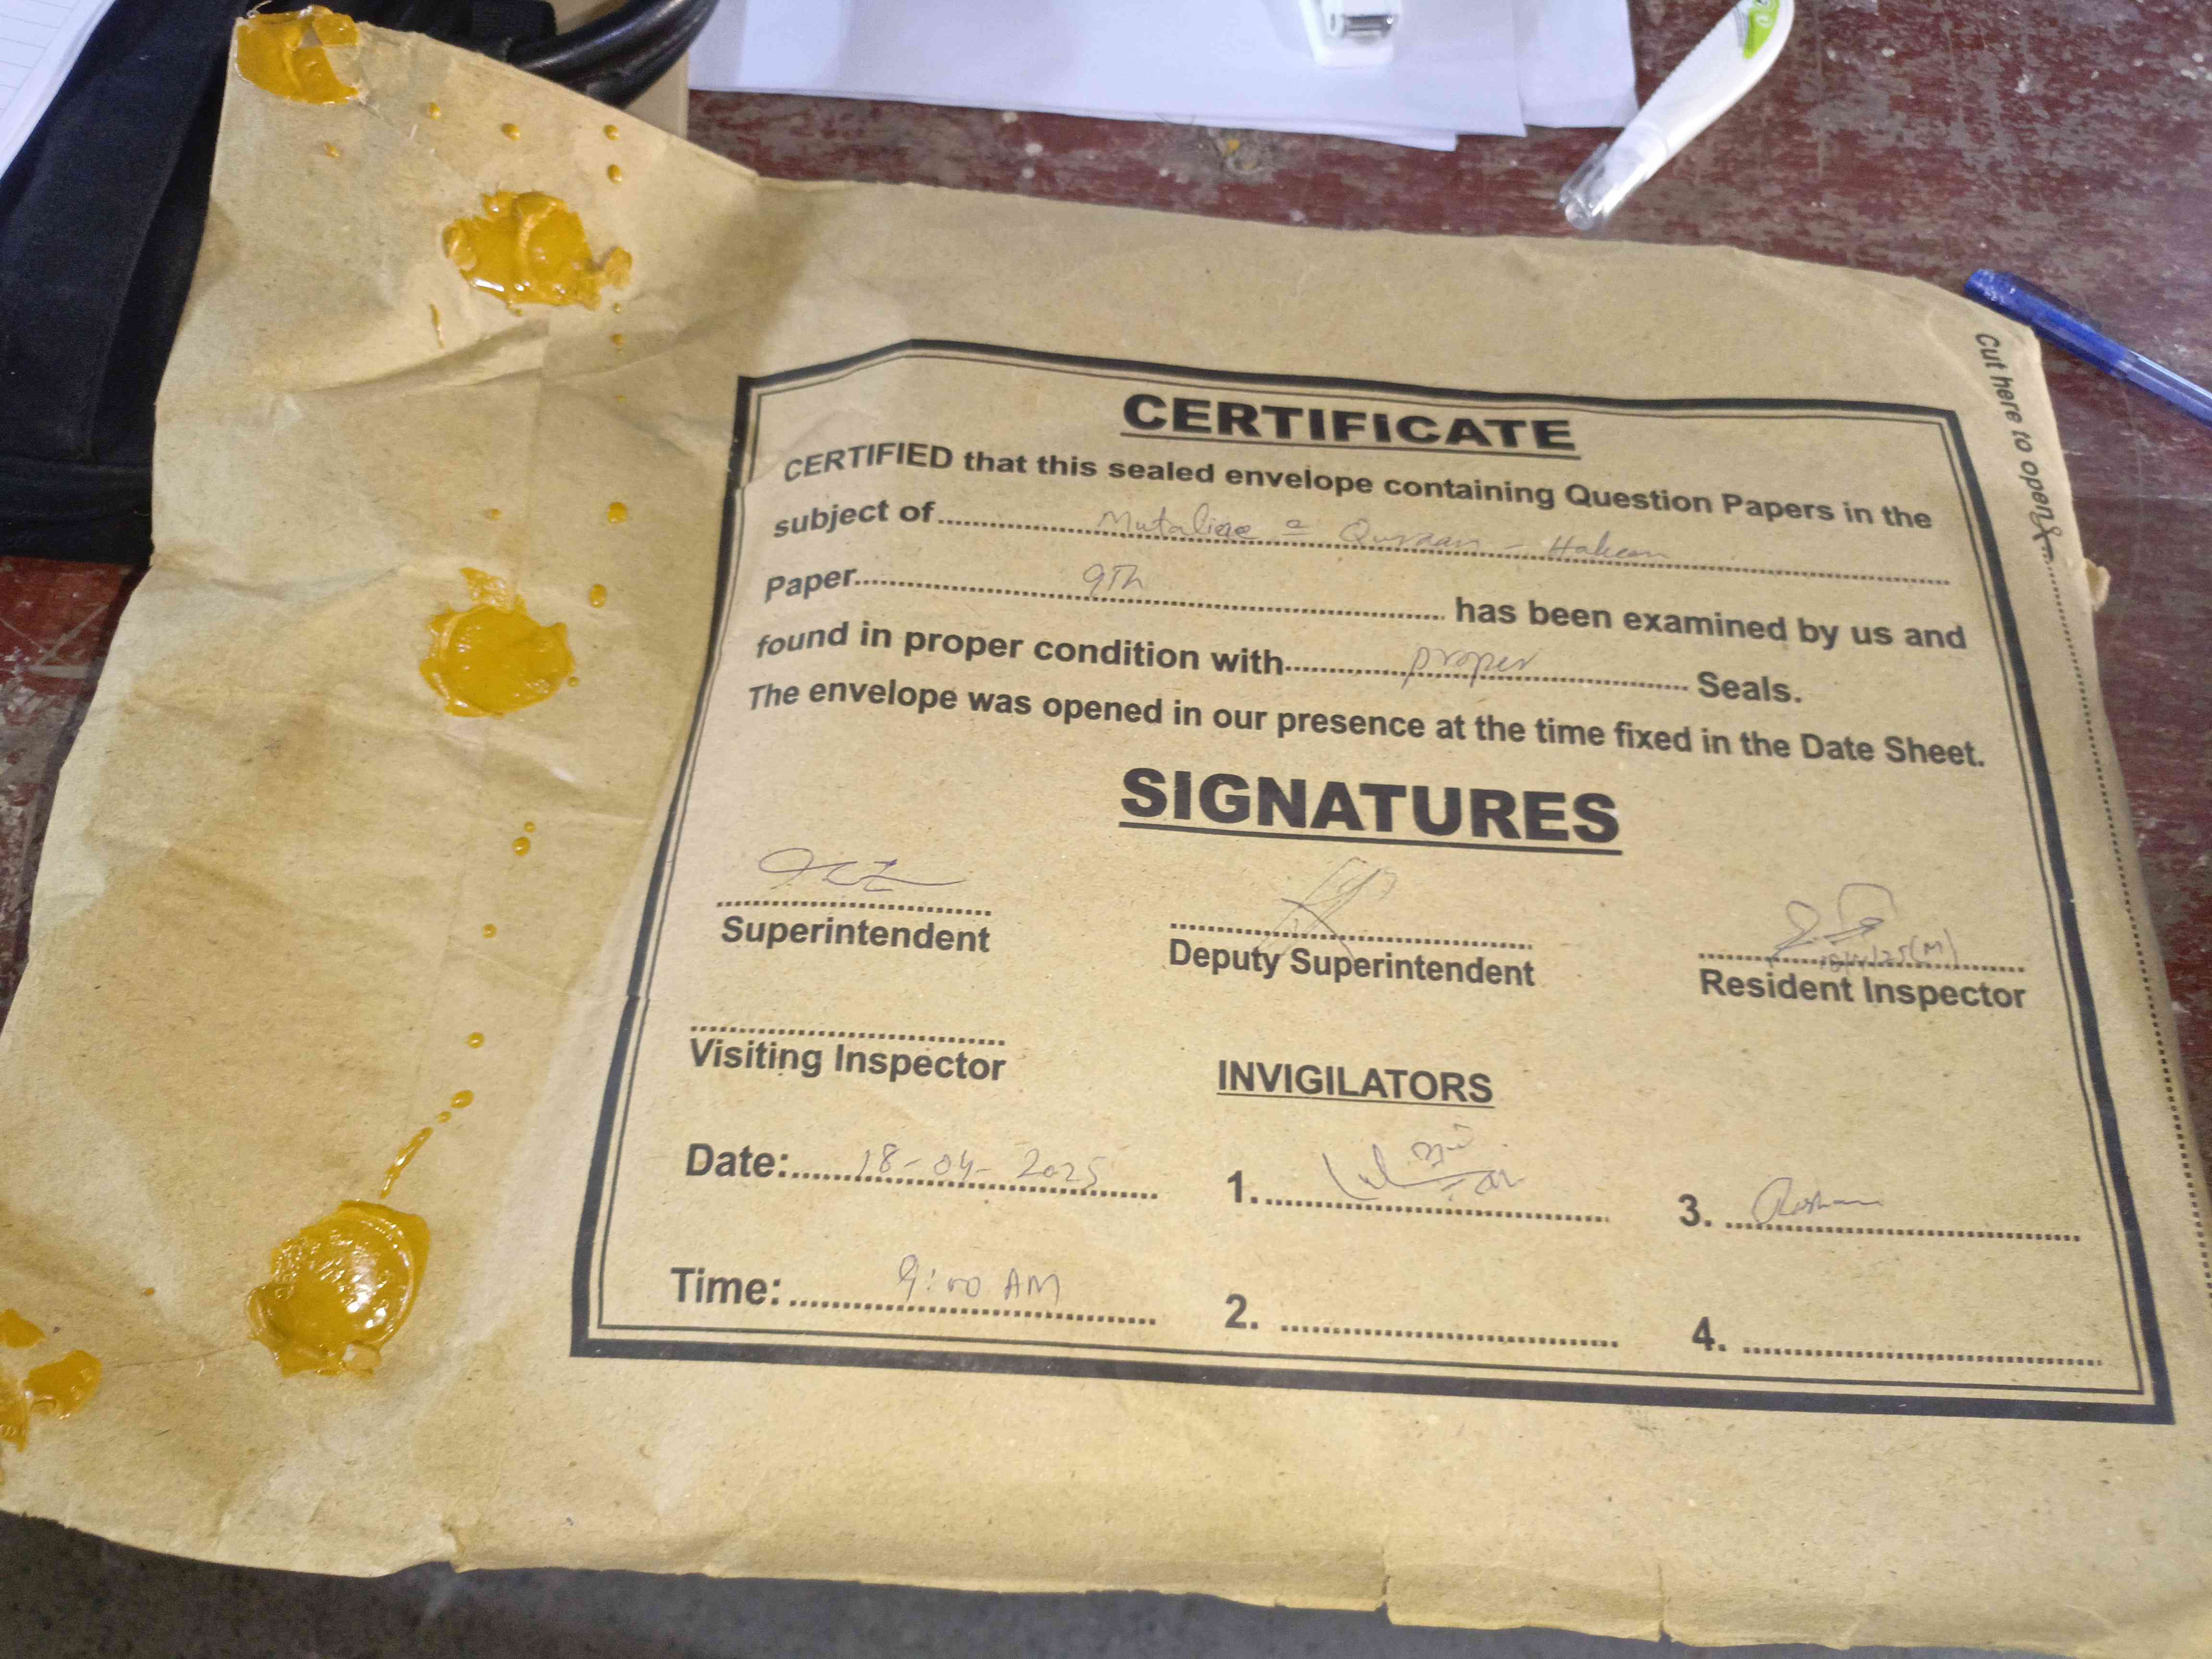 CERTIFICATE
CERTIFIED that this sealed envelope containing Question Papers in the
subject of Mutaliae = Quraan - Hakeem
Paper 9Th has been examined by us and
found in proper condition with proper Seals.
The envelope was opened in our presence at the time fixed in the Date Sheet.
SIGNATURES
Superintendent
Deputy Superintendent
(M)
Resident Inspector
Visiting Inspector
INVIGILATORS
Date: 18-04-2025
1.
3.
Time: 9:00 AM
2.
4.
Cut here to open